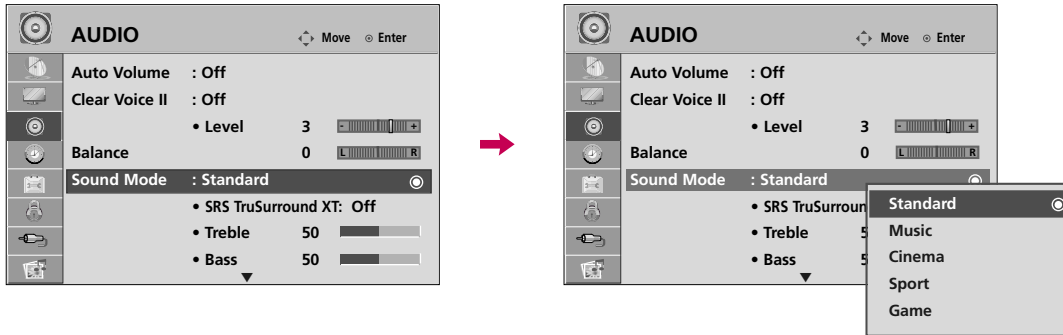 AUDIO Move Enter
Auto Volume : Off
Clear Voice II : Off
• Level 3 - +
Balance 0 L R
Sound Mode : Standard
• SRS TruSurround XT: Off
• Treble 50
• Bass 50
AUDIO Move Enter
Auto Volume : Off
Clear Voice II : Off
• Level 3 - +
Balance 0 L R
Sound Mode : Standard
• SRS TruSurroun
• Treble 5
• Bass 5
Standard
Music
Cinema
Sport
Game